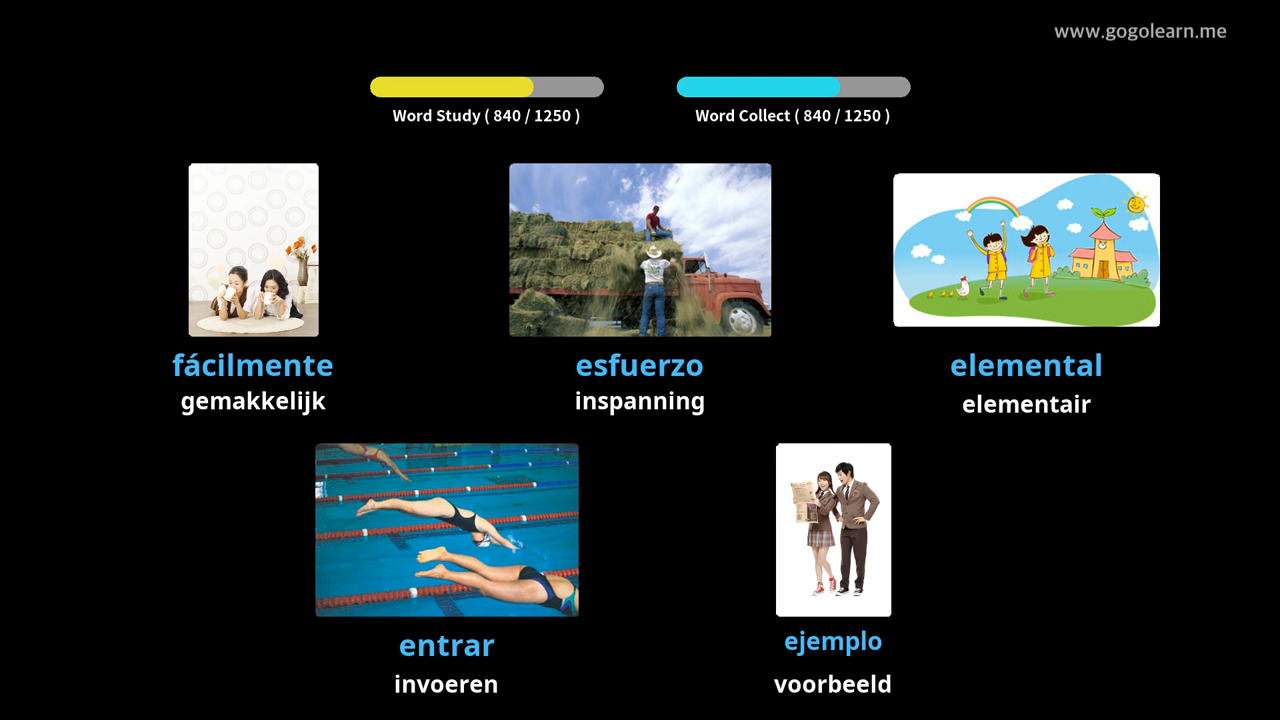 www.gogolearn.me
Word Study ( 840 / 1250 )
Word Collect ( 840 / 1250 )
fácilmente
gemakkelijk
esfuerzo
inspanning
elemental
elementair
entrar
invoeren
ejemplo
voorbeeld